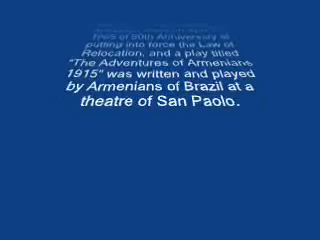 of 90th Anniversary of
putting into force the Law of
Relocation, and a play titled
"The Adventures of Armenians
1915" was written and played
by Armenians of Brazil at a
theatre of San Paolo.